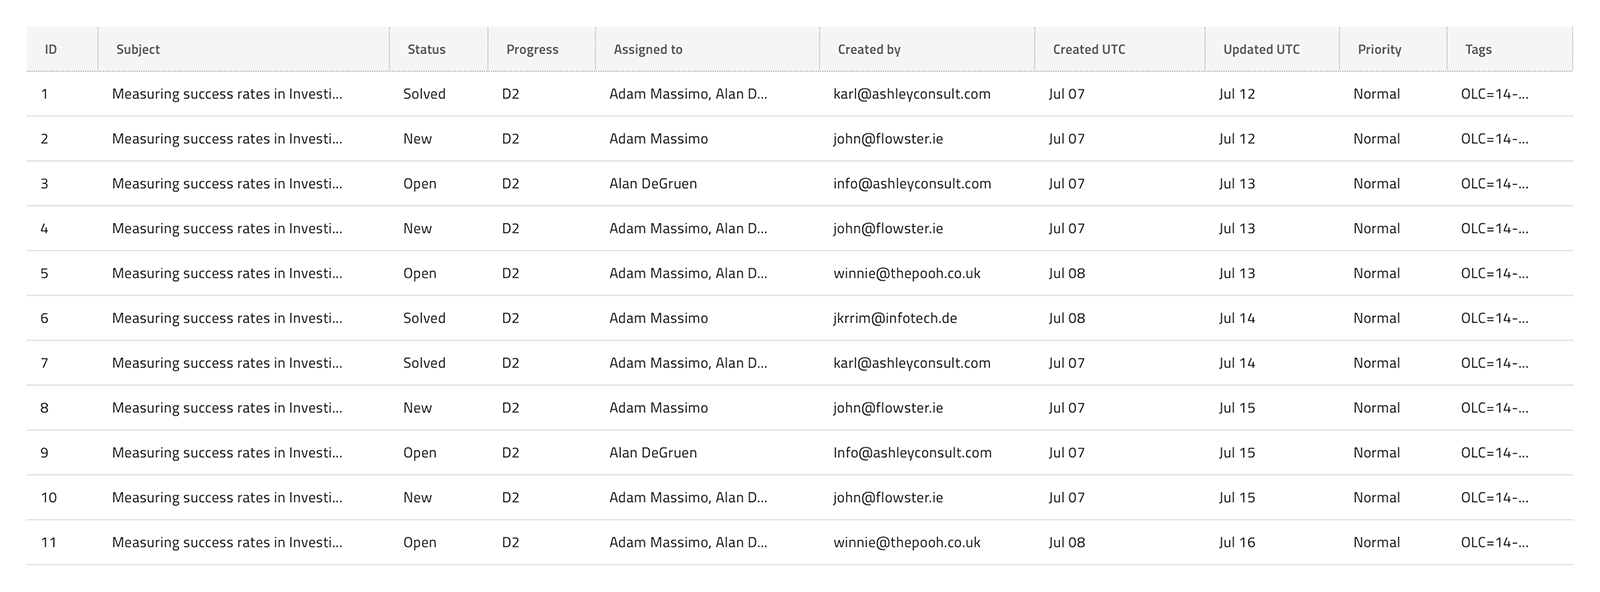 ID Subject Status Progress Assigned to Created by Created UTC Updated UTC Priority Tags
1 Measuring success rates in Investi... Solved D2 Adam Massimo, Alan D... karl@ashleyconsult.com Jul 07 Jul 12 Normal OLC=14-...
2 Measuring success rates in Investi... New D2 Adam Massimo john@flowster.ie Jul 07 Jul 12 Normal OLC=14-...
3 Measuring success rates in Investi... Open D2 Alan DeGruen info@ashleyconsult.com Jul 07 Jul 13 Normal OLC=14-...
4 Measuring success rates in Investi... New D2 Adam Massimo, Alan D... john@flowster.ie Jul 07 Jul 13 Normal OLC=14-...
5 Measuring success rates in Investi... Open D2 Adam Massimo, Alan D... winnie@thepooh.co.uk Jul 08 Jul 13 Normal OLC=14-...
6 Measuring success rates in Investi... Solved D2 Adam Massimo jkrrim@infotech.de Jul 08 Jul 14 Normal OLC=14-...
7 Measuring success rates in Investi... Solved D2 Adam Massimo, Alan D... karl@ashleyconsult.com Jul 07 Jul 14 Normal OLC=14-...
8 Measuring success rates in Investi... New D2 Adam Massimo john@flowster.ie Jul 07 Jul 15 Normal OLC=14-...
9 Measuring success rates in Investi... Open D2 Alan DeGruen Info@ashleyconsult.com Jul 07 Jul 15 Normal OLC=14-...
10 Measuring success rates in Investi... New D2 Adam Massimo, Alan D... john@flowster.ie Jul 07 Jul 15 Normal OLC=14-...
11 Measuring success rates in Investi... Open D2 Adam Massimo, Alan D... winnie@thepooh.co.uk Jul 08 Jul 16 Normal OLC=14-...